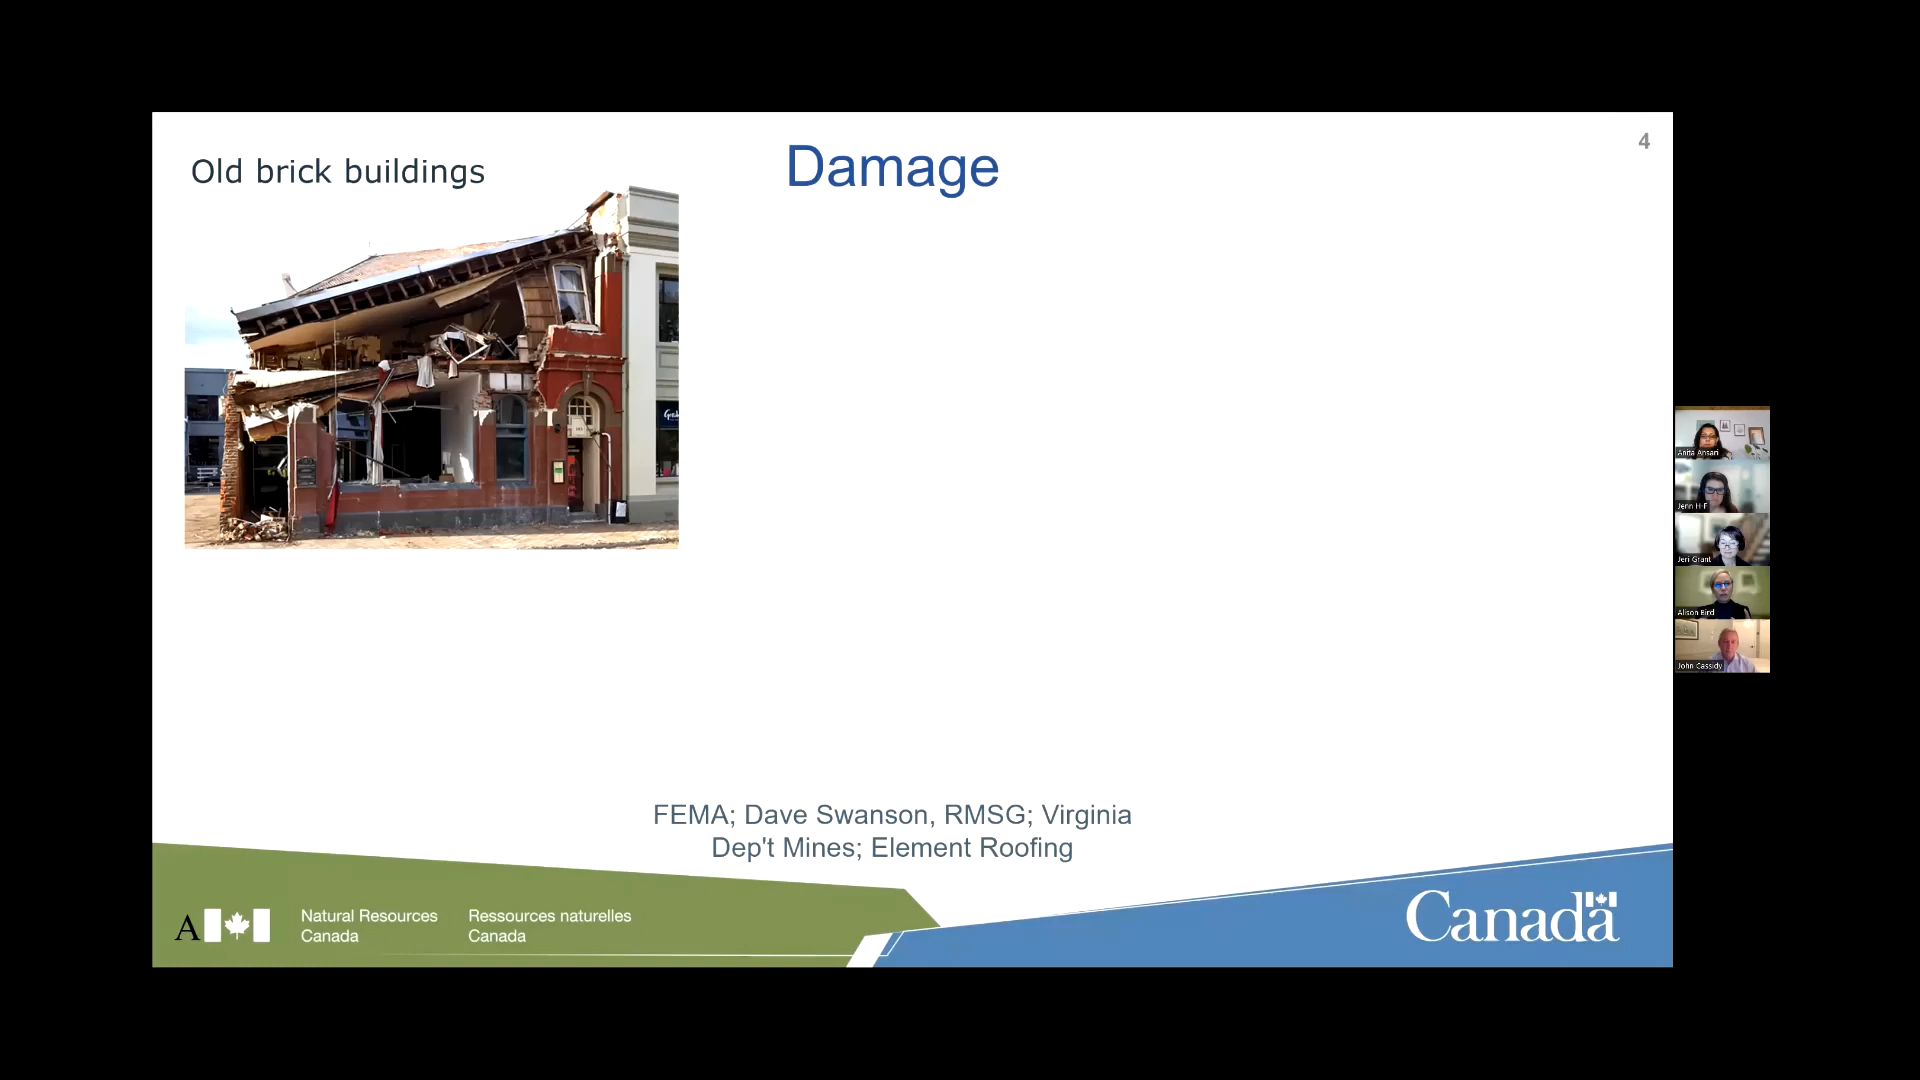 4
Old brick buildings
Damage
FEMA; Dave Swanson, RMSG; Virginia
Dep't Mines; Element Roofing
A
Natural Resources
Canada
Ressources naturelles
Canada
Canada
Anita Ansari
Jenn H-F
Jeri Grant
Alison Bird
John Cassidy